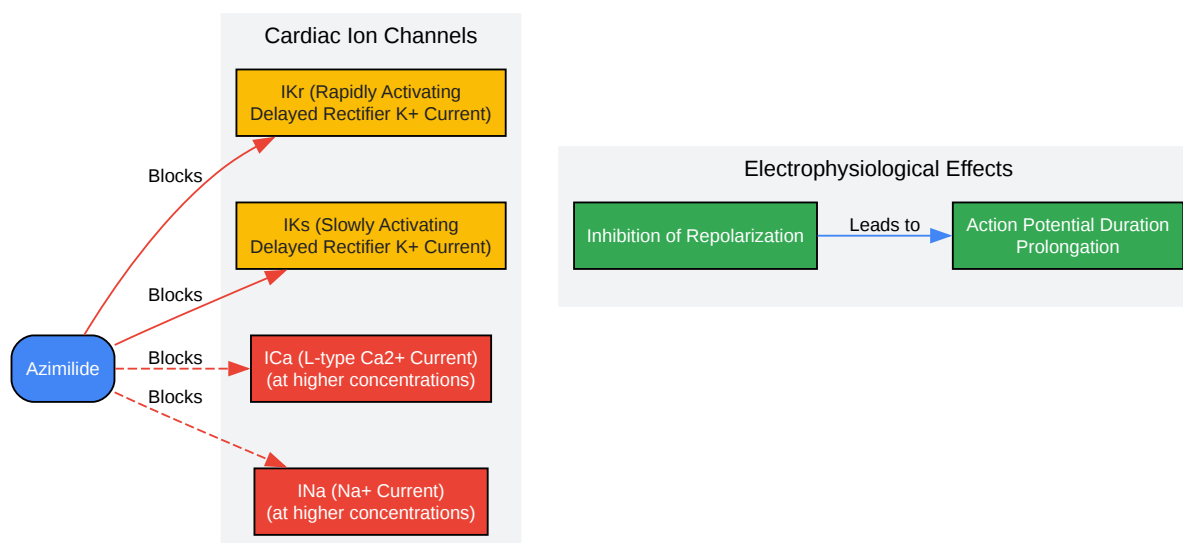 Cardiac Ion Channels
IKr (Rapidly Activating
Delayed Rectifier K+ Current)
Blocks
IKs (Slowly Activating
Delayed Rectifier K+ Current)
Blocks
Azimilide
Blocks
ICa (L-type Ca2+ Current)
(at higher concentrations)
Blocks
INa (Na+ Current)
(at higher concentrations)
Electrophysiological Effects
Inhibition of Repolarization
Leads to
Action Potential Duration
Prolongation